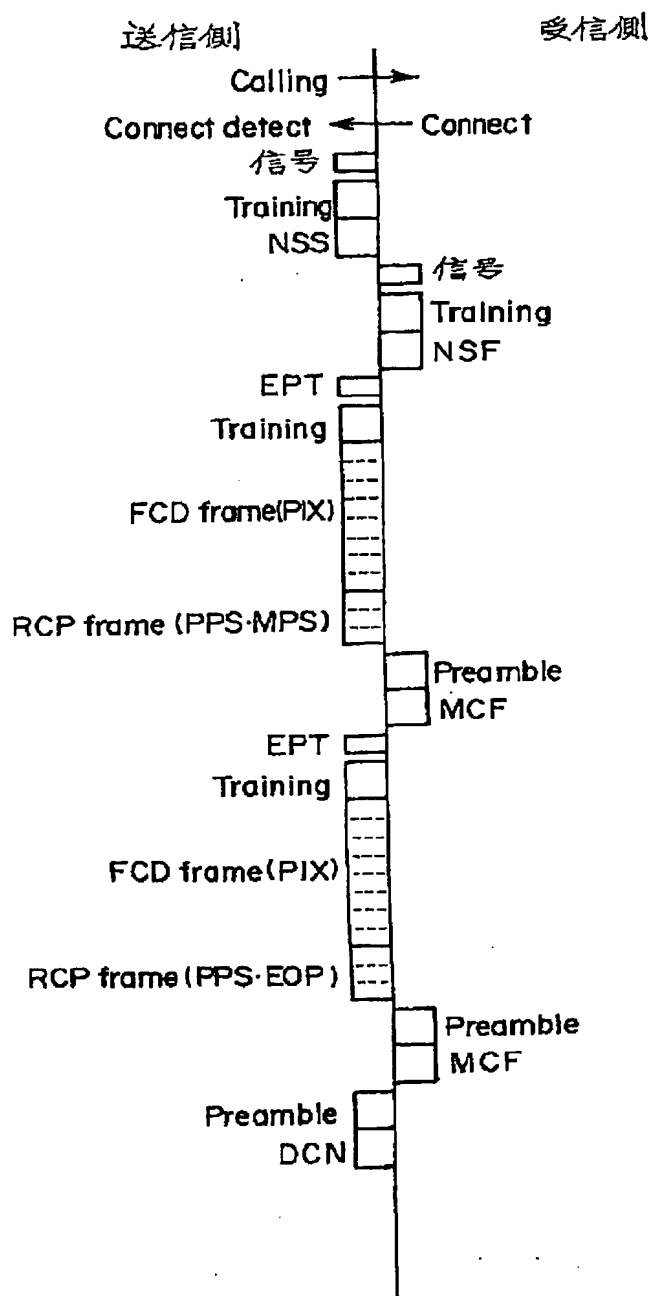 送信側 受信側
Calling
Connect detect Connect
信号
Training
NSS
信号
Training
NSF
EPT
Training
FCD frame(PIX)
RCP frame (PPS·MPS)
Preamble
MCF
EPT
Training
FCD frame(PIX)
RCP frame(PPS·EOP)
Preamble
MCF
Preamble
DCN